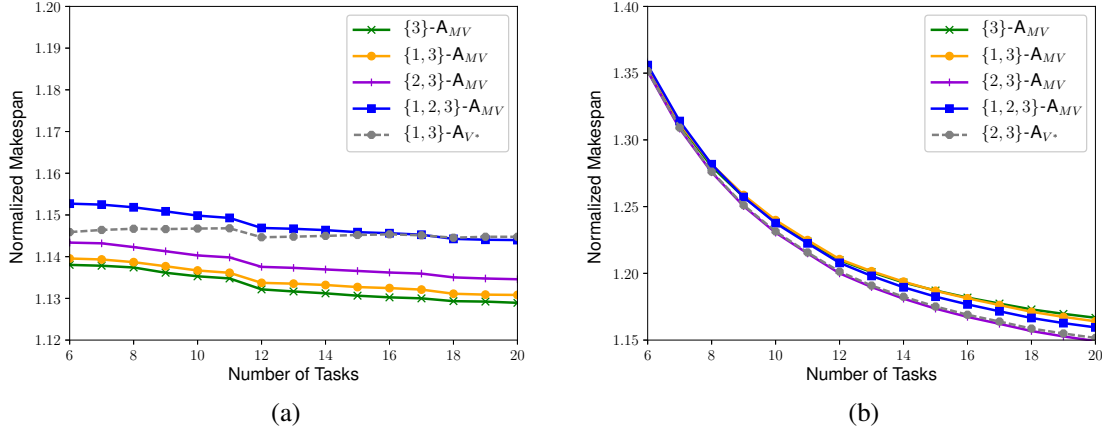 1.20
1.19
1.18
1.17
1.16
1.15
1.14
1.13
1.12
Normalized Makespan
6 8 10 12 14 16 18 20
Number of Tasks
{3}-A_MV
{1, 3}-A_MV
{2, 3}-A_MV
{1, 2, 3}-A_MV
{1, 3}-A_V*
(a)
1.40
1.35
1.30
1.25
1.20
1.15
Normalized Makespan
6 8 10 12 14 16 18 20
Number of Tasks
{3}-A_MV
{1, 3}-A_MV
{2, 3}-A_MV
{1, 2, 3}-A_MV
{2, 3}-A_V*
(b)